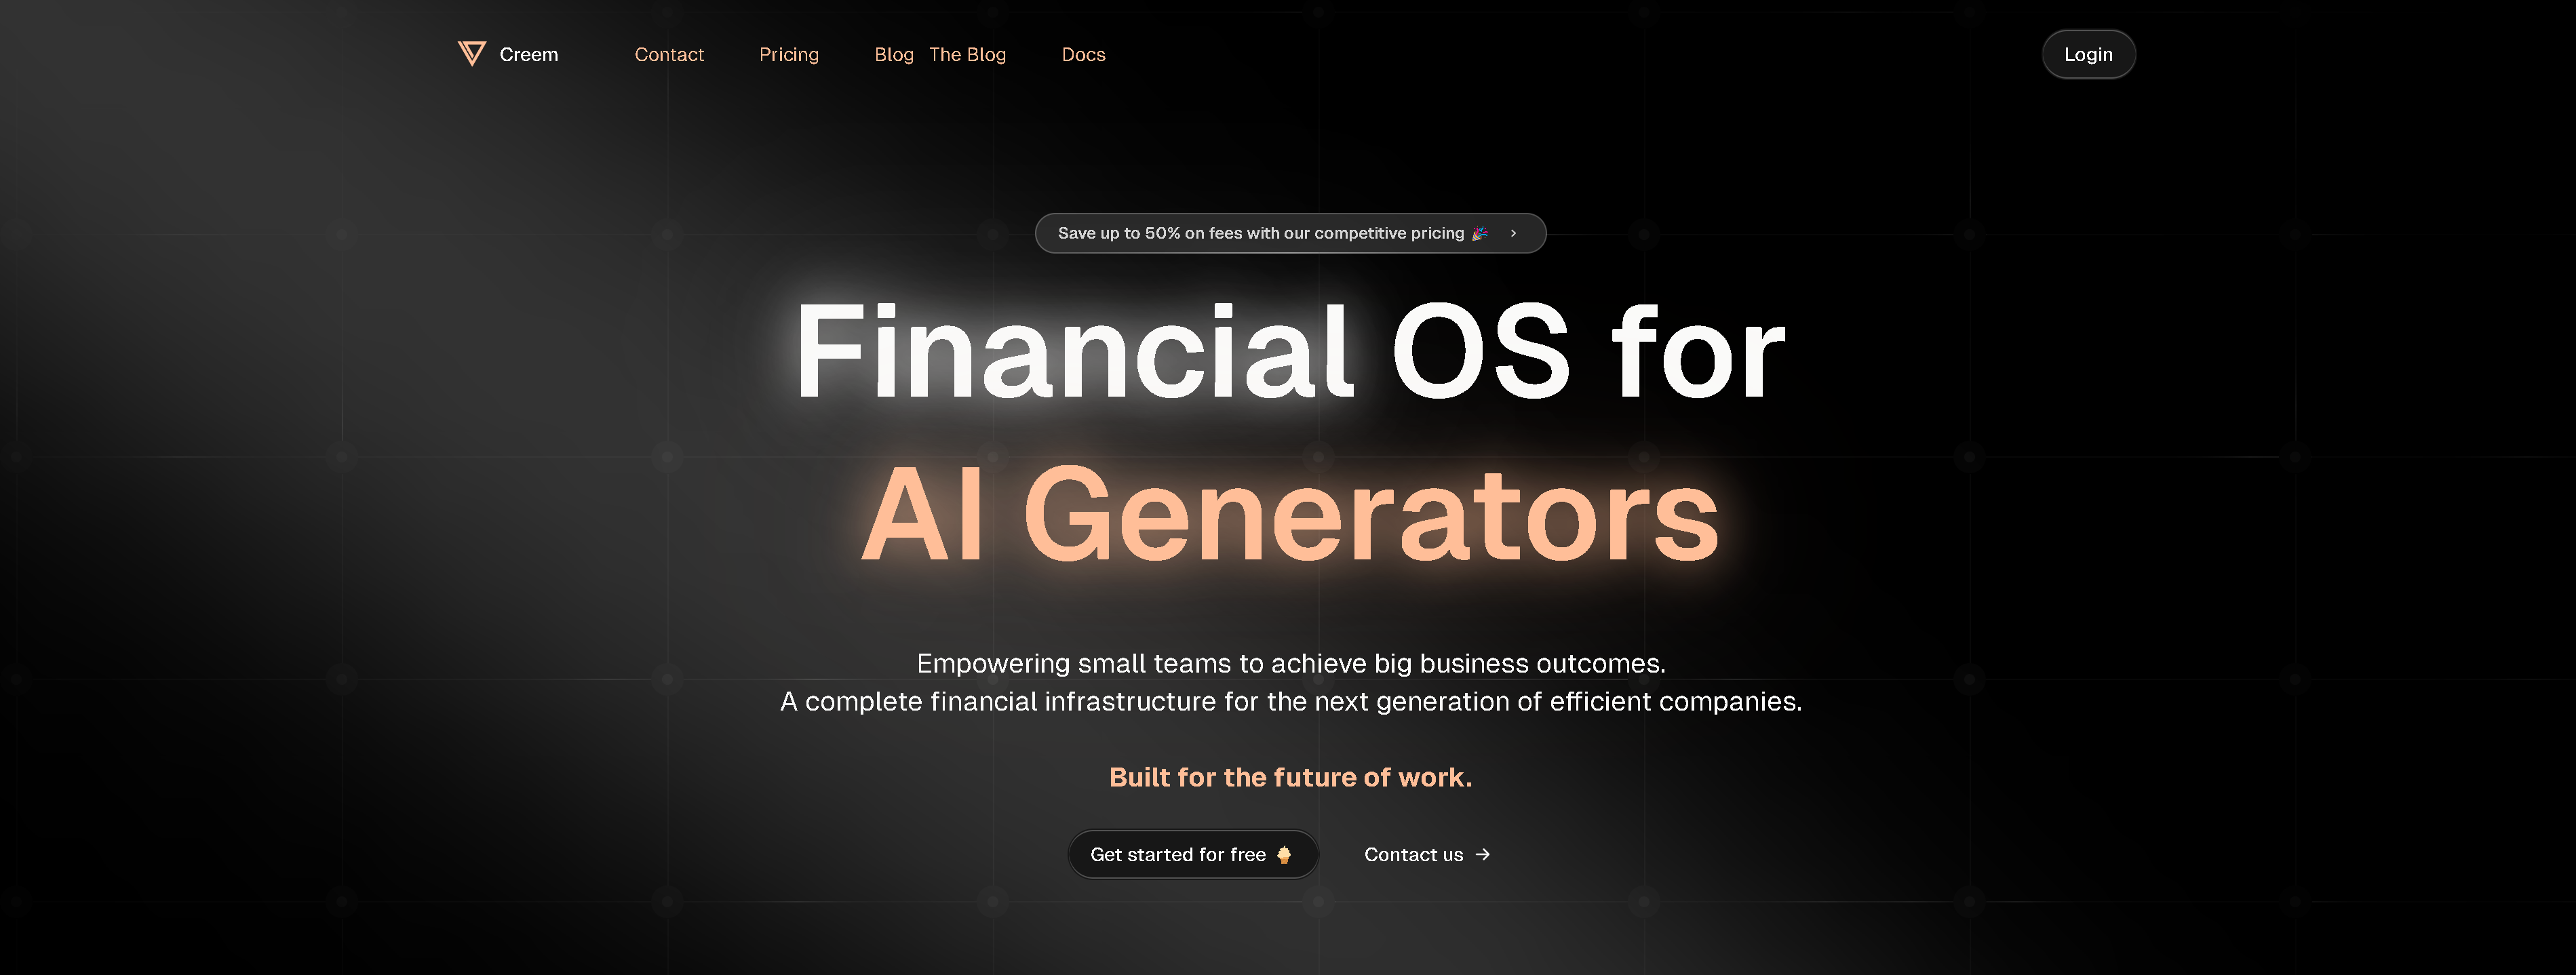 Creem Contact Pricing Blog The Blog Docs Login
Save up to 50% on fees with our competitive pricing 🎉 ›
Financial OS for
AI Generators
Empowering small teams to achieve big business outcomes.
A complete financial infrastructure for the next generation of efficient companies.
Built for the future of work.
Get started for free 🍦 Contact us →